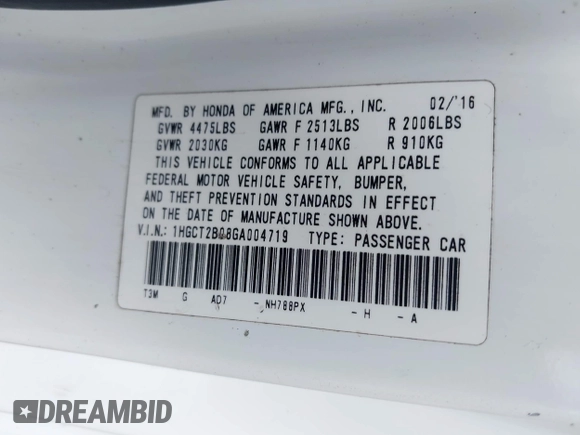 MFD. BY HONDA OF AMERICA MFG., INC. 02/'16
GVWR 4475LBS GAWR F 2513LBS R 2006LBS
GVWR 2030KG GAWR F 1140KG R 910KG
THIS VEHICLE CONFORMS TO ALL APPLICABLE
FEDERAL MOTOR VEHICLE SAFETY, BUMPER,
AND THEFT PREVENTION STANDARDS IN EFFECT
ON THE DATE OF MANUFACTURE SHOWN ABOVE.
V.I.N.: 1HGCT2B08GA004719 TYPE: PASSENGER CAR
T3M G AD7 - NH788PX - H - A
DREAMBID